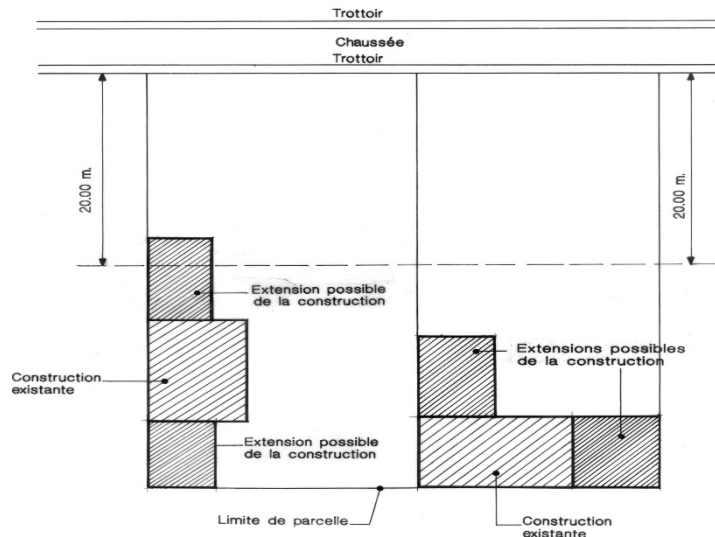 Trottoir
Chaussée
Trottoir
20.00 m.
20.00 m.
Extension possible
de la construction
Extensions possibles
de la construction
Construction
existante
Extension possible
de la construction
Limite de parcelle
Construction
existante